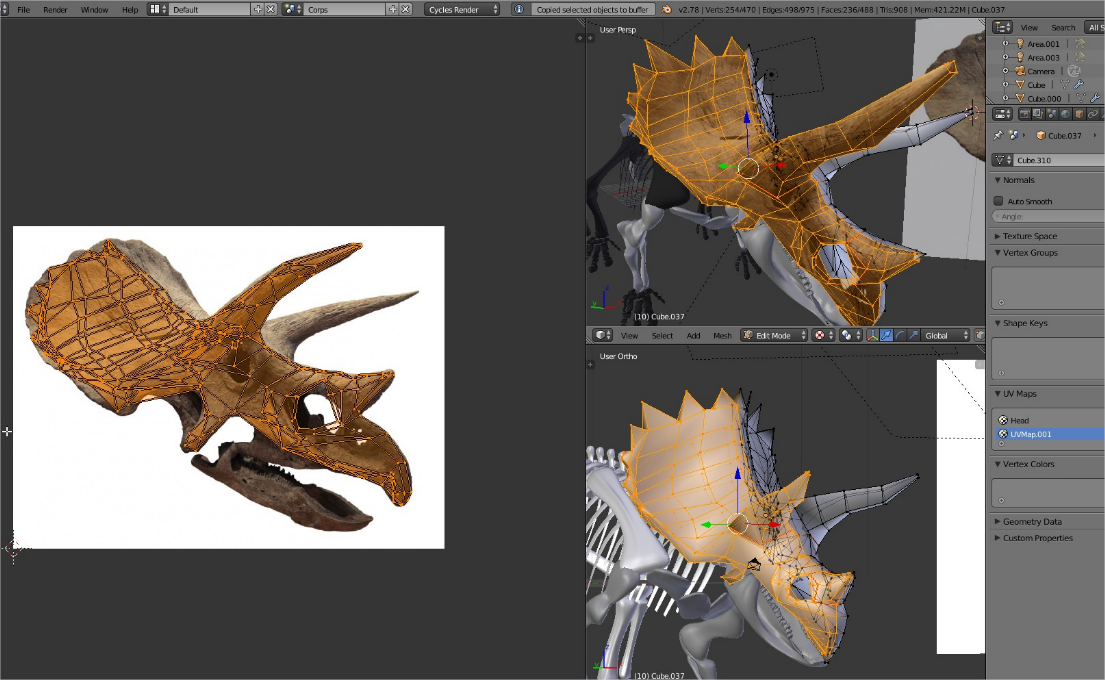 File Render Window Help Default Corps Cycles Render Copied selected objects to buffer v2.78 | Verts:254/470 | Edges:498/975 | Faces:236/488 | Tris:908 | Mem:421.22M | Cube.037
User Persp
(10) Cube.037
View Select Add Mesh Edit Mode Global
User Ortho
(10) Cube.037
View Search All S
Area.001
Area.003
Camera
Cube
Cube.000
Cube.037
Cube.310
Normals
Auto Smooth
Angle:
Texture Space
Vertex Groups
Shape Keys
UV Maps
Head
UVMap.001
Vertex Colors
Geometry Data
Custom Properties